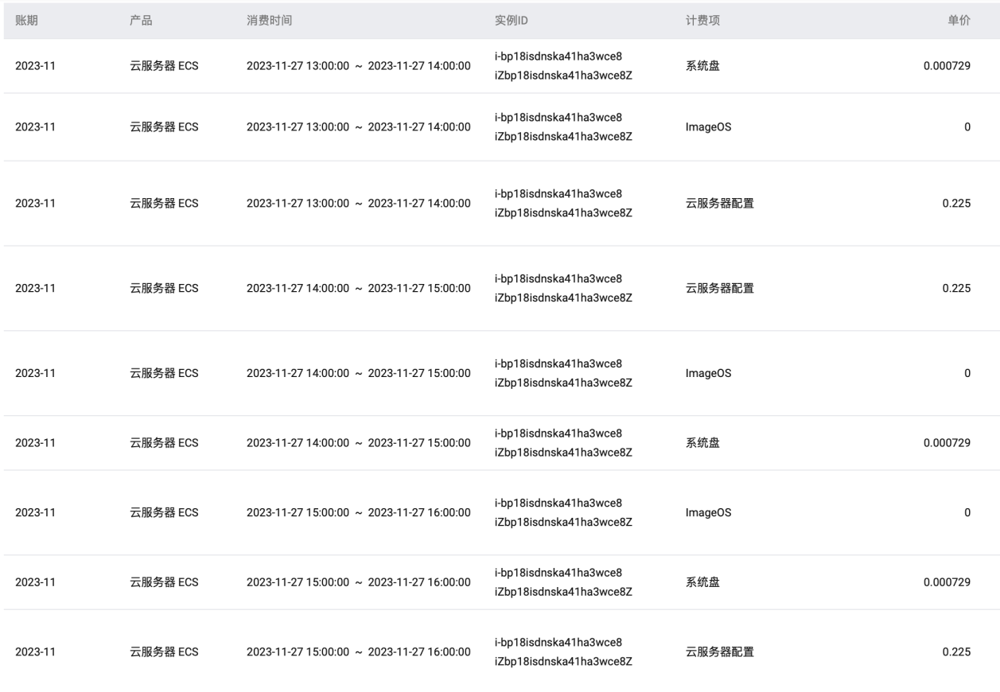 账期 产品 消费时间 实例ID 计费项 单价
2023-11 云服务器 ECS 2023-11-27 13:00:00 ~ 2023-11-27 14:00:00 i-bp18isdnska41ha3wce8 系统盘 0.000729
iZbp18isdnska41ha3wce8Z
2023-11 云服务器 ECS 2023-11-27 13:00:00 ~ 2023-11-27 14:00:00 i-bp18isdnska41ha3wce8 ImageOS 0
iZbp18isdnska41ha3wce8Z
2023-11 云服务器 ECS 2023-11-27 13:00:00 ~ 2023-11-27 14:00:00 i-bp18isdnska41ha3wce8 云服务器配置 0.225
iZbp18isdnska41ha3wce8Z
2023-11 云服务器 ECS 2023-11-27 14:00:00 ~ 2023-11-27 15:00:00 i-bp18isdnska41ha3wce8 云服务器配置 0.225
iZbp18isdnska41ha3wce8Z
2023-11 云服务器 ECS 2023-11-27 14:00:00 ~ 2023-11-27 15:00:00 i-bp18isdnska41ha3wce8 ImageOS 0
iZbp18isdnska41ha3wce8Z
2023-11 云服务器 ECS 2023-11-27 14:00:00 ~ 2023-11-27 15:00:00 i-bp18isdnska41ha3wce8 系统盘 0.000729
iZbp18isdnska41ha3wce8Z
2023-11 云服务器 ECS 2023-11-27 15:00:00 ~ 2023-11-27 16:00:00 i-bp18isdnska41ha3wce8 ImageOS 0
iZbp18isdnska41ha3wce8Z
2023-11 云服务器 ECS 2023-11-27 15:00:00 ~ 2023-11-27 16:00:00 i-bp18isdnska41ha3wce8 系统盘 0.000729
iZbp18isdnska41ha3wce8Z
2023-11 云服务器 ECS 2023-11-27 15:00:00 ~ 2023-11-27 16:00:00 i-bp18isdnska41ha3wce8 云服务器配置 0.225
iZbp18isdnska41ha3wce8Z